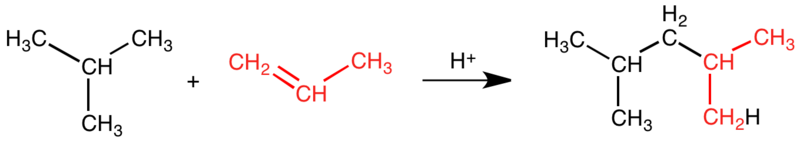 H₃C CH₃
CH
CH₃
+
CH₂ CH₃
CH
H⁺
H₂
C
H₃C CH₃
CH CH
CH₃ CH₂H